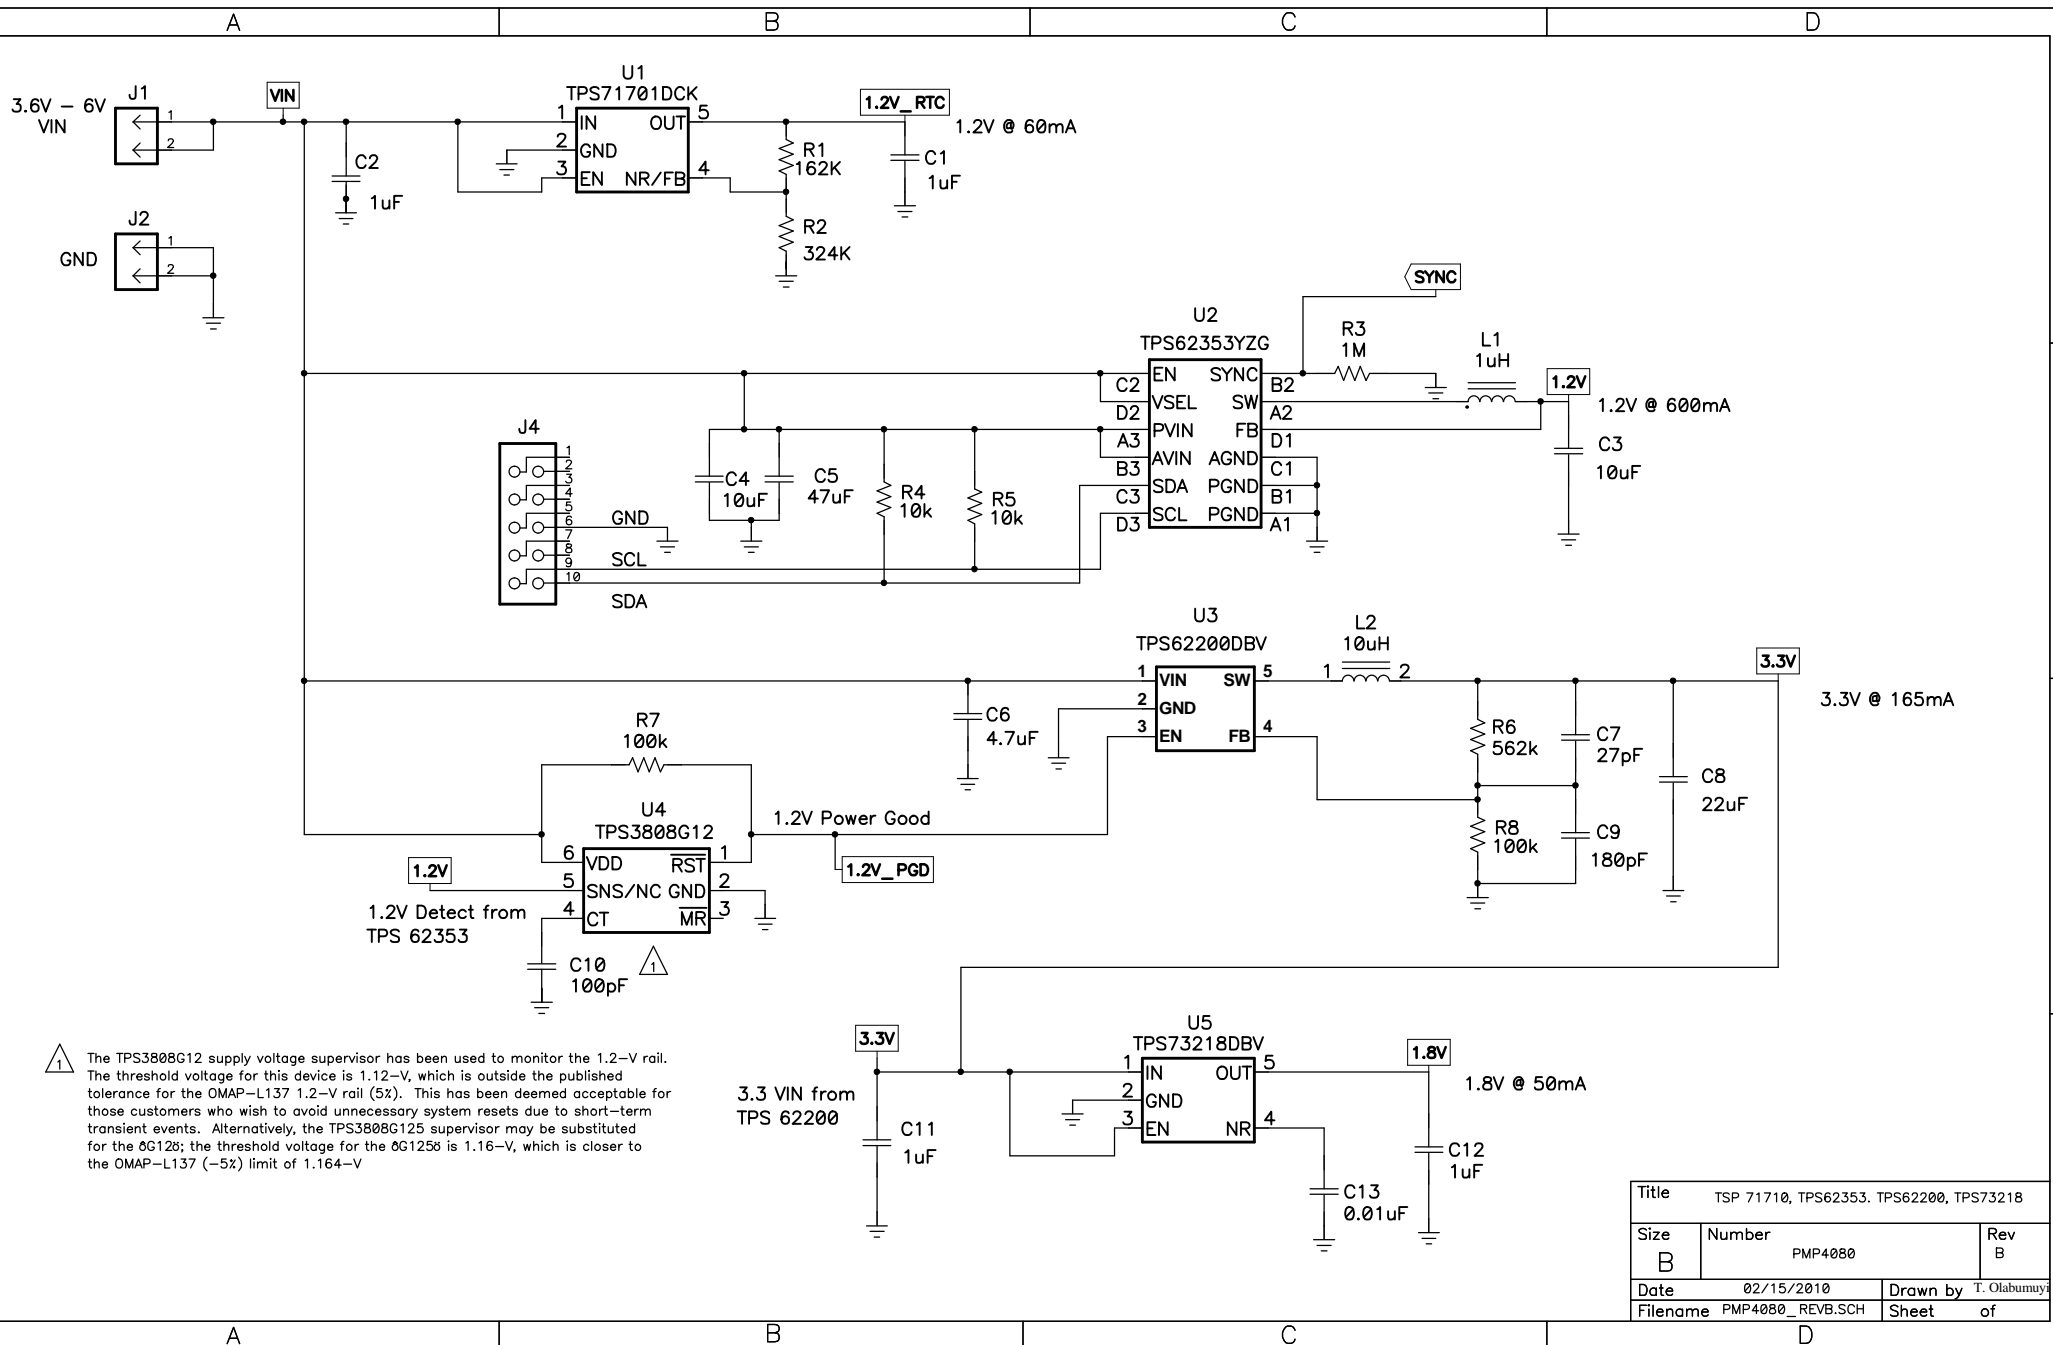 A B C D
J1
3.6V – 6V
VIN
1
2
VIN
J2
GND
1
2
C2
1uF
U1
TPS71701DCK
1 IN OUT 5
2 GND
3 EN NR/FB 4
R1
162K
R2
324K
1.2V_RTC
1.2V @ 60mA
C1
1uF
SYNC
U2
TPS62353YZG
C2 EN SYNC B2
D2 VSEL SW A2
A3 PVIN FB D1
B3 AVIN AGND C1
C3 SDA PGND B1
D3 SCL PGND A1
R3
1M
L1
1uH
1.2V
1.2V @ 600mA
C3
10uF
J4
1
2
3
4
5
6
7
8
9
10
GND
SCL
SDA
C4
10uF
C5
47uF
R4
10k
R5
10k
U3
TPS62200DBV
1 VIN SW 5
2 GND
3 EN FB 4
L2
10uH
1 2
3.3V
3.3V @ 165mA
C6
4.7uF
R6
562k
C7
27pF
R8
100k
C9
180pF
C8
22uF
R7
100k
U4
TPS3808G12
6 VDD RST 1
5 SNS/NC GND 2
4 CT MR 3
1.2V
1.2V Detect from
TPS 62353
C10
100pF
1
1.2V Power Good
1.2V_PGD
1
The TPS3808G12 supply voltage supervisor has been used to monitor the 1.2–V rail.
The threshold voltage for this device is 1.12–V, which is outside the published
tolerance for the OMAP–L137 1.2–V rail (5%). This has been deemed acceptable for
those customers who wish to avoid unnecessary system resets due to short–term
transient events. Alternatively, the TPS3808G125 supervisor may be substituted
for the G12; the threshold voltage for the G125 is 1.16–V, which is closer to
the OMAP–L137 (–5%) limit of 1.164–V
3.3V
3.3 VIN from
TPS 62200
C11
1uF
U5
TPS73218DBV
1 IN OUT 5
2 GND
3 EN NR 4
1.8V
1.8V @ 50mA
C12
1uF
C13
0.01uF
Title TSP 71710, TPS62353. TPS62200, TPS73218
Size Number Rev
B PMP4080 B
Date 02/15/2010 Drawn by T. Olabumuyi
Filename PMP4080_REVB.SCH Sheet of
A B C D